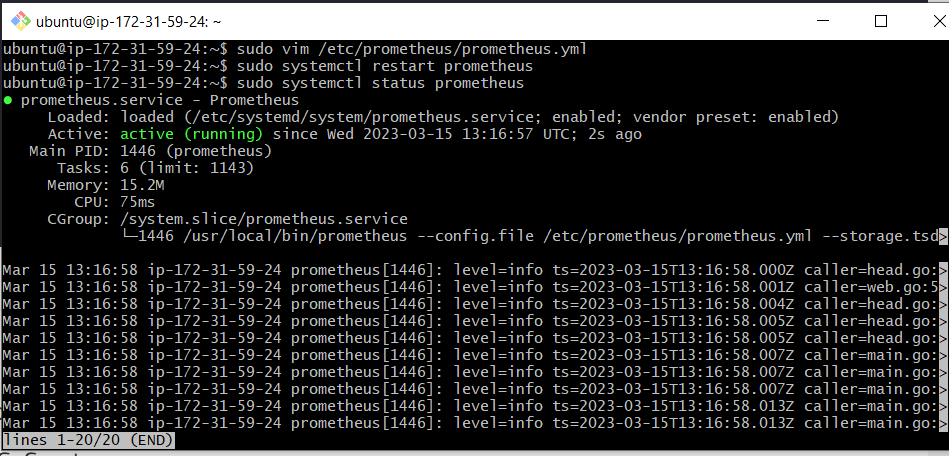 ubuntu@ip-172-31-59-24: ~
ubuntu@ip-172-31-59-24:~$ sudo vim /etc/prometheus/prometheus.yml
ubuntu@ip-172-31-59-24:~$ sudo systemctl restart prometheus
ubuntu@ip-172-31-59-24:~$ sudo systemctl status prometheus
● prometheus.service - Prometheus
     Loaded: loaded (/etc/systemd/system/prometheus.service; enabled; vendor preset: enabled)
     Active: active (running) since Wed 2023-03-15 13:16:57 UTC; 2s ago
   Main PID: 1446 (prometheus)
      Tasks: 6 (limit: 1143)
     Memory: 15.2M
        CPU: 75ms
     CGroup: /system.slice/prometheus.service
             └─1446 /usr/local/bin/prometheus --config.file /etc/prometheus/prometheus.yml --storage.tsd>
Mar 15 13:16:58 ip-172-31-59-24 prometheus[1446]: level=info ts=2023-03-15T13:16:58.000Z caller=head.go:>
Mar 15 13:16:58 ip-172-31-59-24 prometheus[1446]: level=info ts=2023-03-15T13:16:58.001Z caller=web.go:5>
Mar 15 13:16:58 ip-172-31-59-24 prometheus[1446]: level=info ts=2023-03-15T13:16:58.004Z caller=head.go:>
Mar 15 13:16:58 ip-172-31-59-24 prometheus[1446]: level=info ts=2023-03-15T13:16:58.005Z caller=head.go:>
Mar 15 13:16:58 ip-172-31-59-24 prometheus[1446]: level=info ts=2023-03-15T13:16:58.005Z caller=head.go:>
Mar 15 13:16:58 ip-172-31-59-24 prometheus[1446]: level=info ts=2023-03-15T13:16:58.007Z caller=main.go:>
Mar 15 13:16:58 ip-172-31-59-24 prometheus[1446]: level=info ts=2023-03-15T13:16:58.007Z caller=main.go:>
Mar 15 13:16:58 ip-172-31-59-24 prometheus[1446]: level=info ts=2023-03-15T13:16:58.007Z caller=main.go:>
Mar 15 13:16:58 ip-172-31-59-24 prometheus[1446]: level=info ts=2023-03-15T13:16:58.013Z caller=main.go:>
Mar 15 13:16:58 ip-172-31-59-24 prometheus[1446]: level=info ts=2023-03-15T13:16:58.013Z caller=main.go:>
lines 1-20/20 (END)